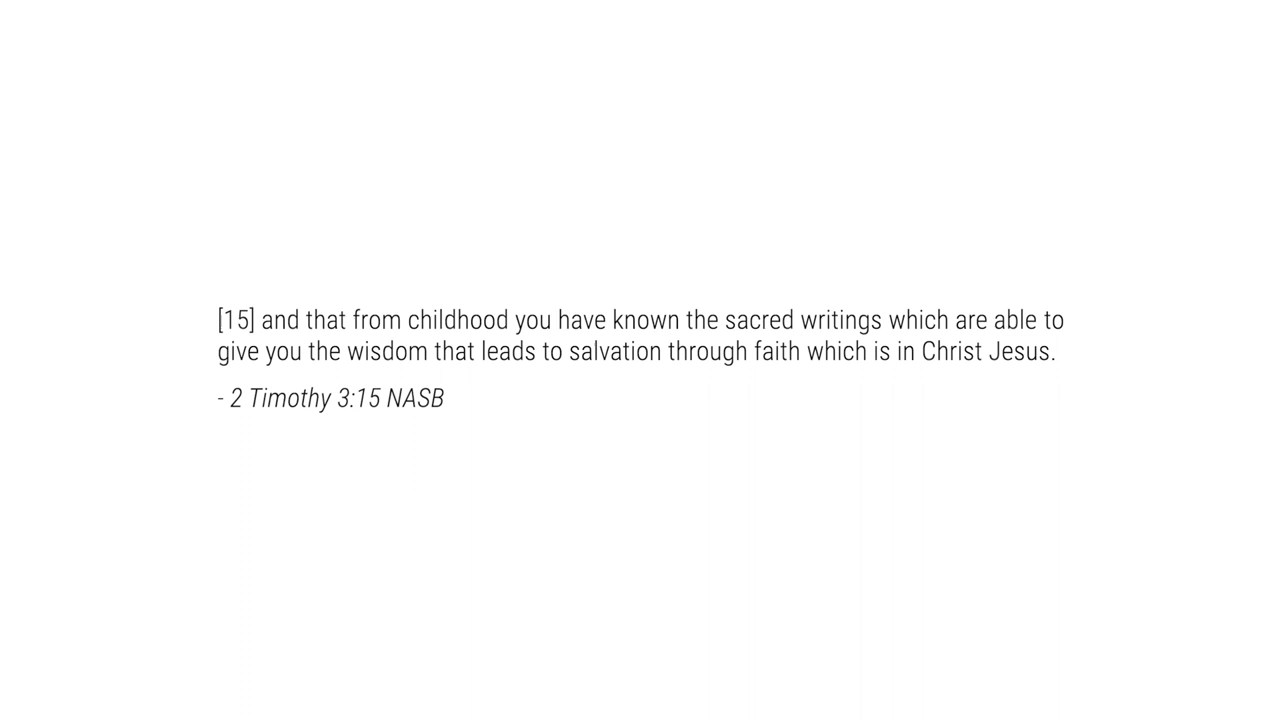 [15] and that from childhood you have known the sacred writings which are able to
give you the wisdom that leads to salvation through faith which is in Christ Jesus.
- 2 Timothy 3:15 NASB